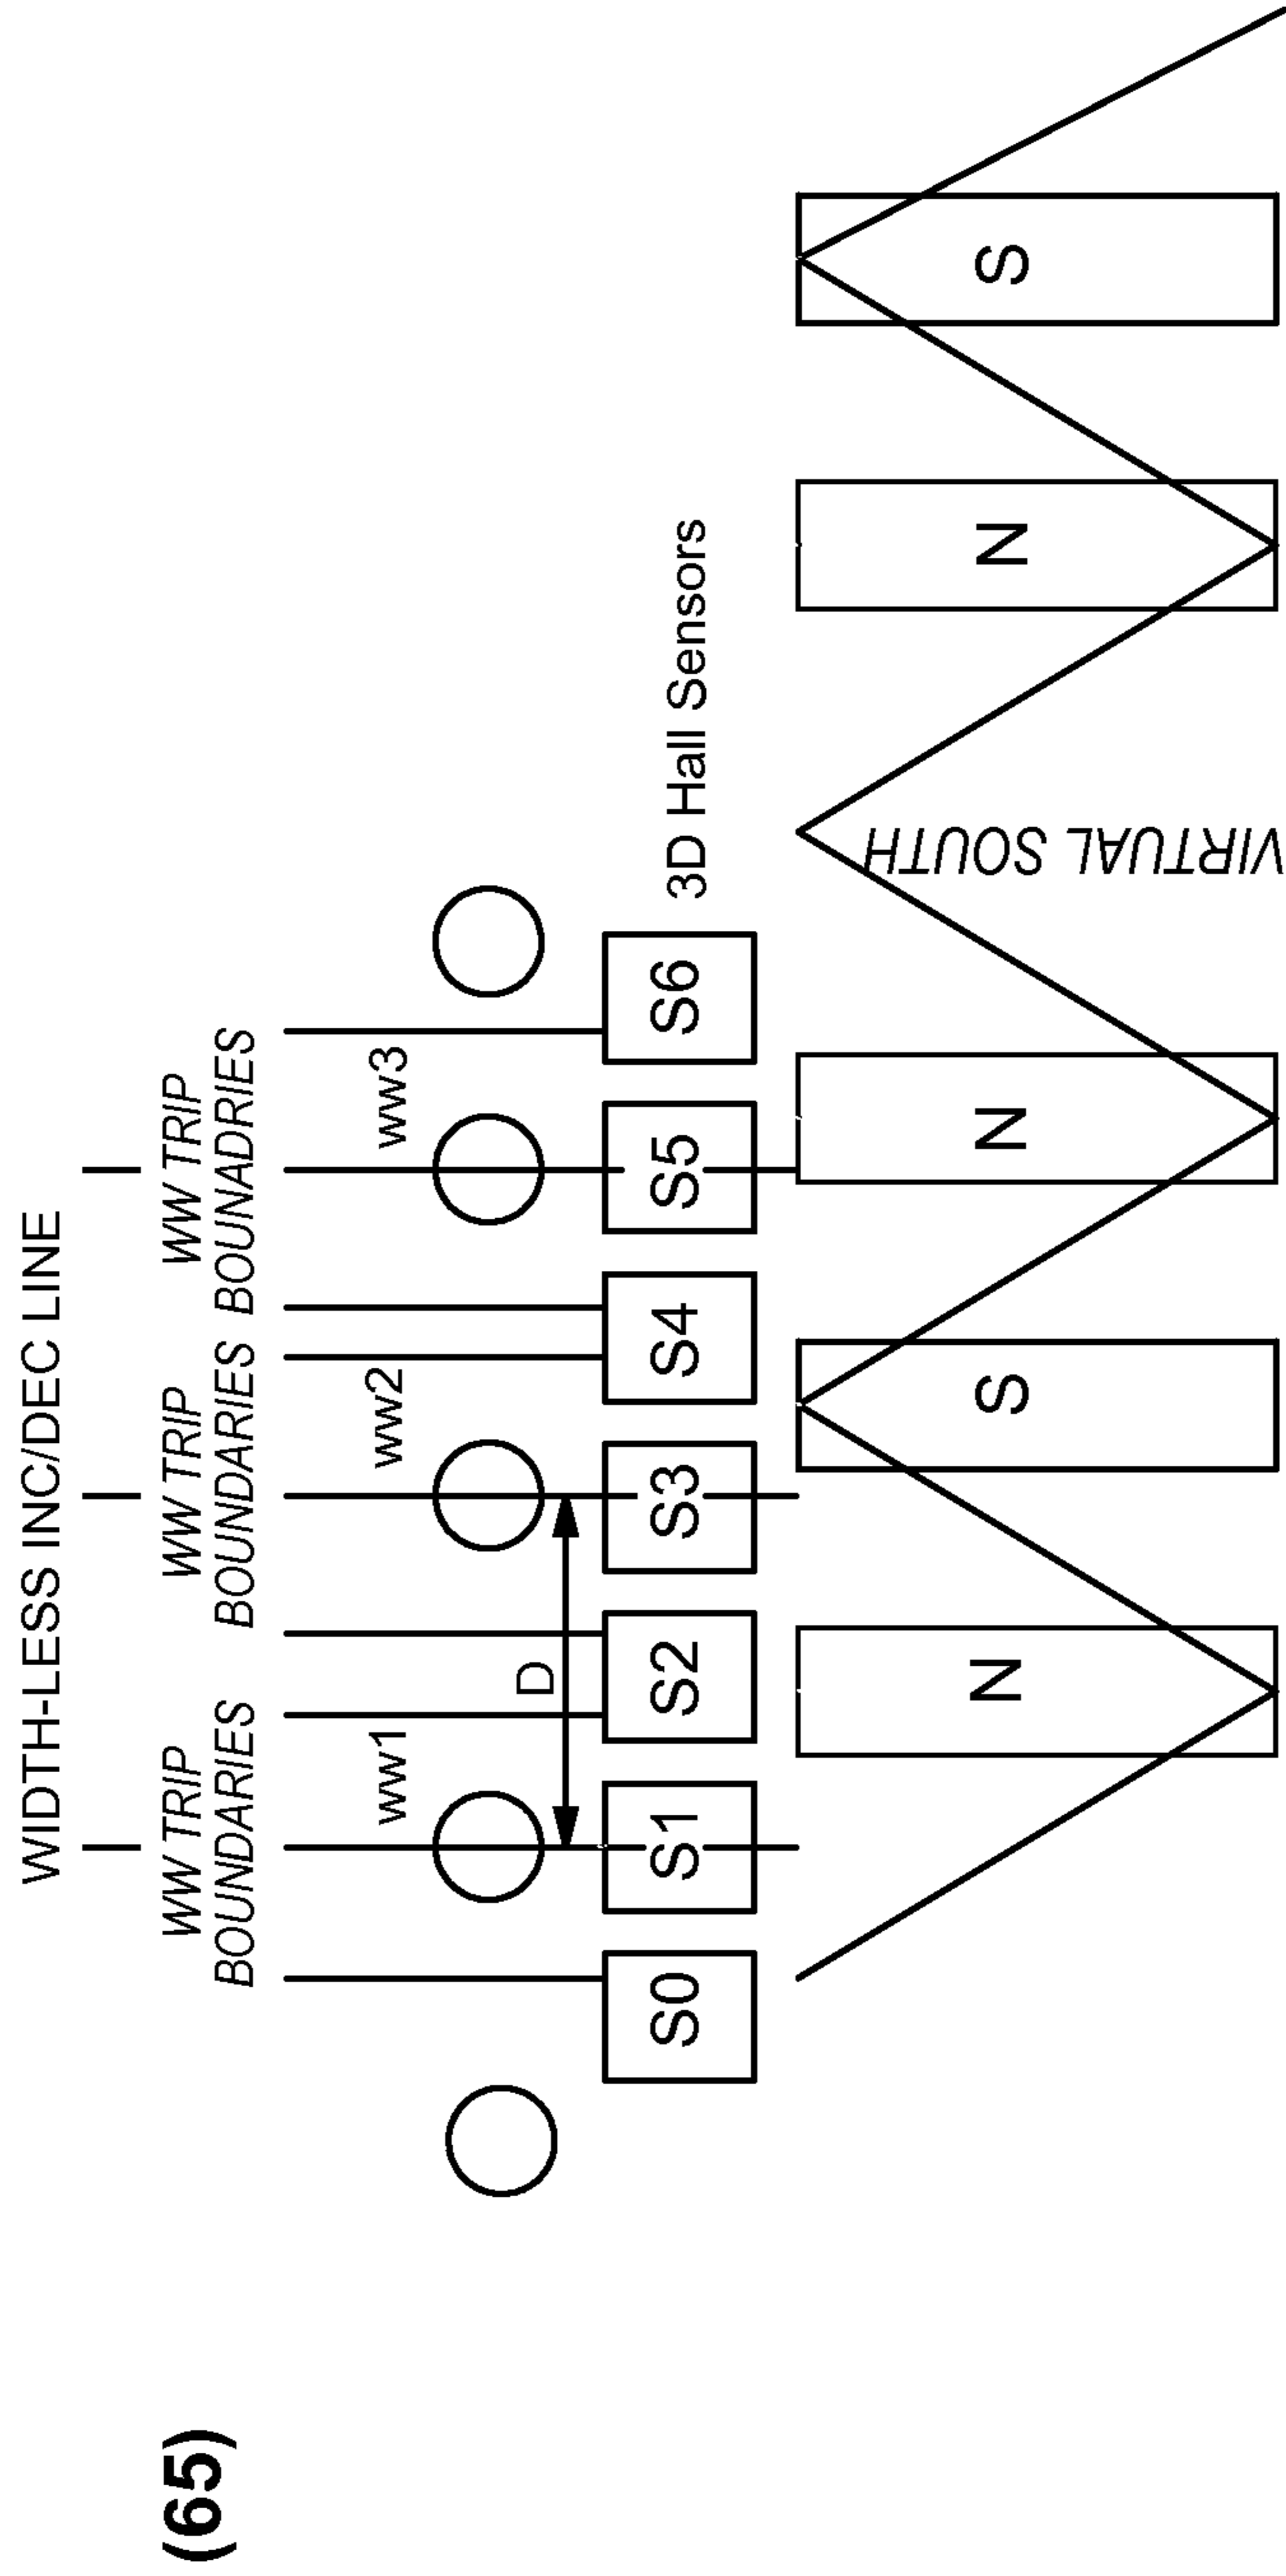 (65)
WIDTH-LESS INC/DEC LINE
WW TRIP
BOUNDARIES
WW TRIP
BOUNDARIES
WW TRIP
BOUNADRIES
ww1
ww2
ww3
D
S0
S1
S2
S3
S4
S5
S6
3D Hall Sensors
N
S
N
VIRTUAL SOUTH
N
S